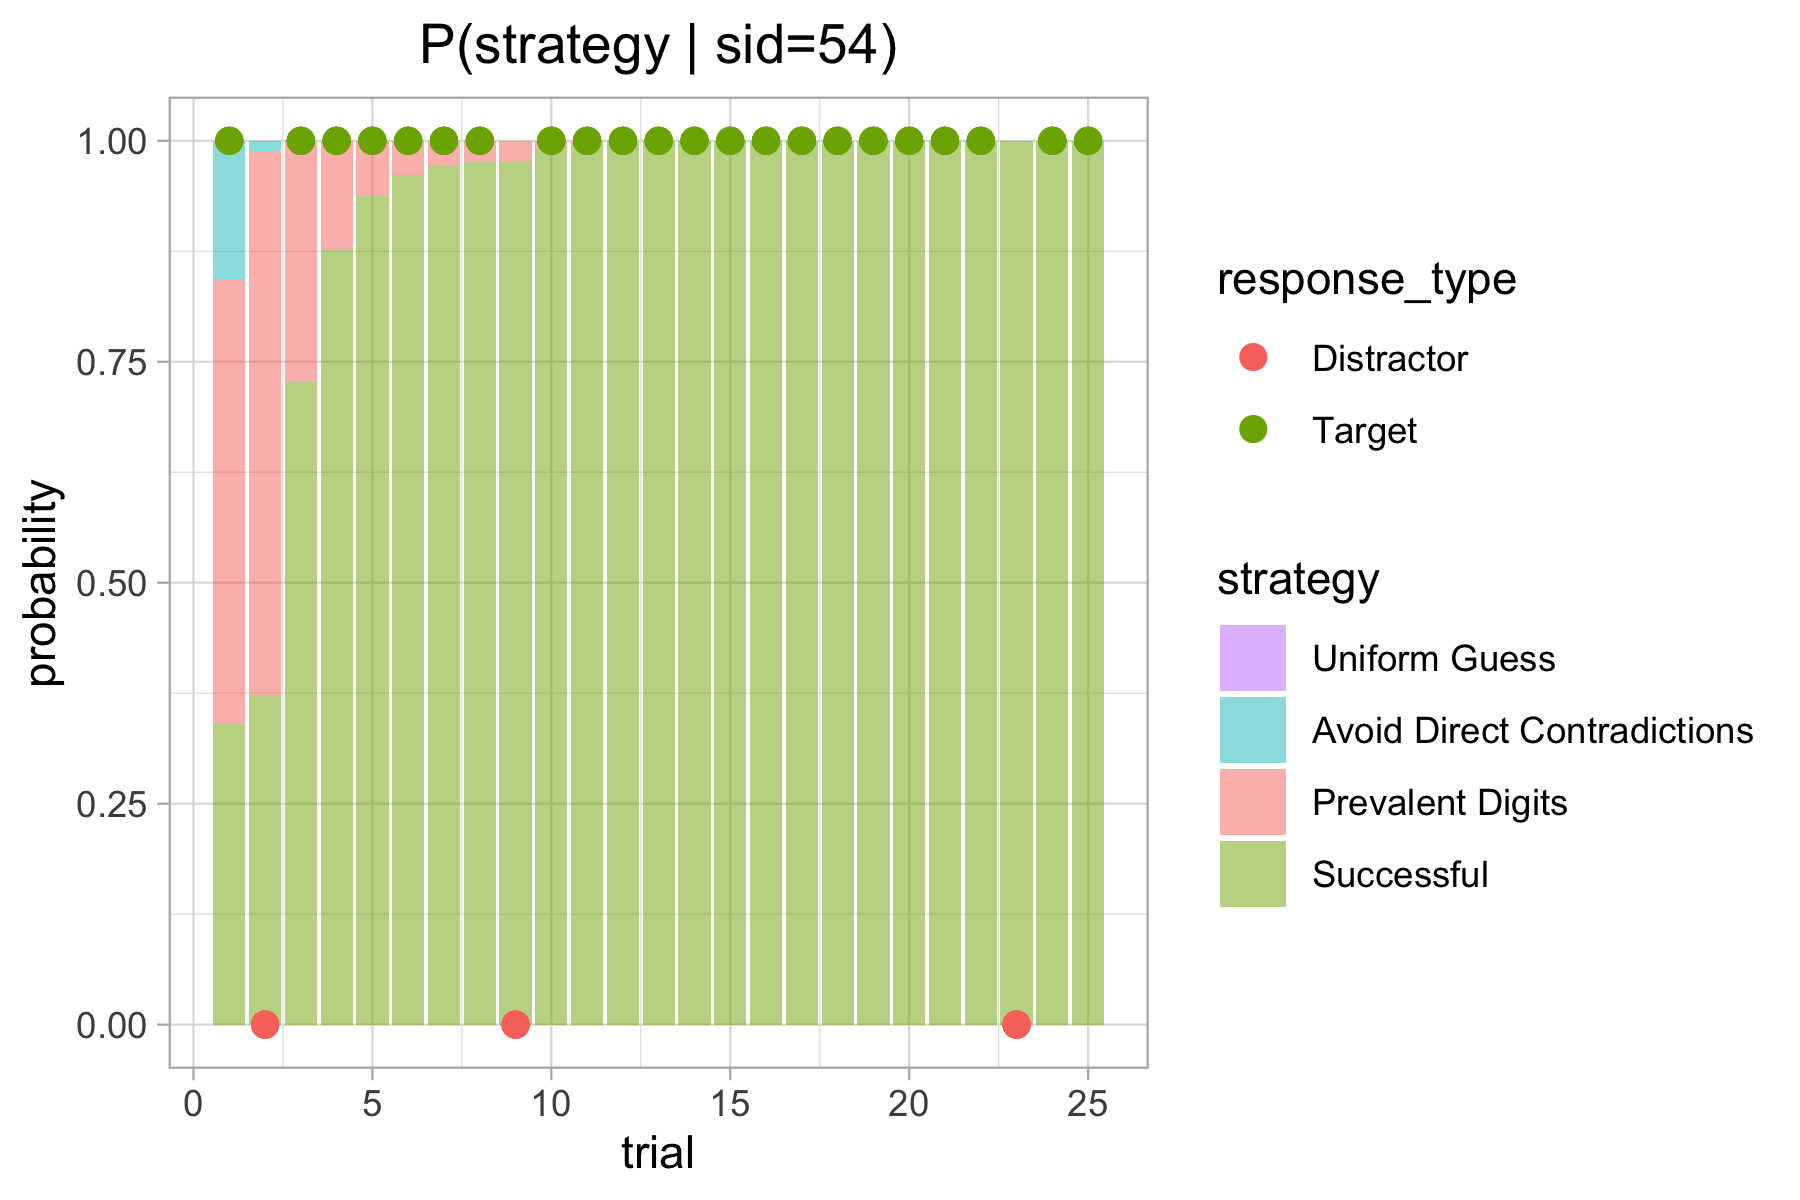 P(strategy | sid=54)
1.00
0.75
0.50
0.25
0.00
probability
0 5 10 15 20 25
trial
response_type
Distractor
Target
strategy
Uniform Guess
Avoid Direct Contradictions
Prevalent Digits
Successful